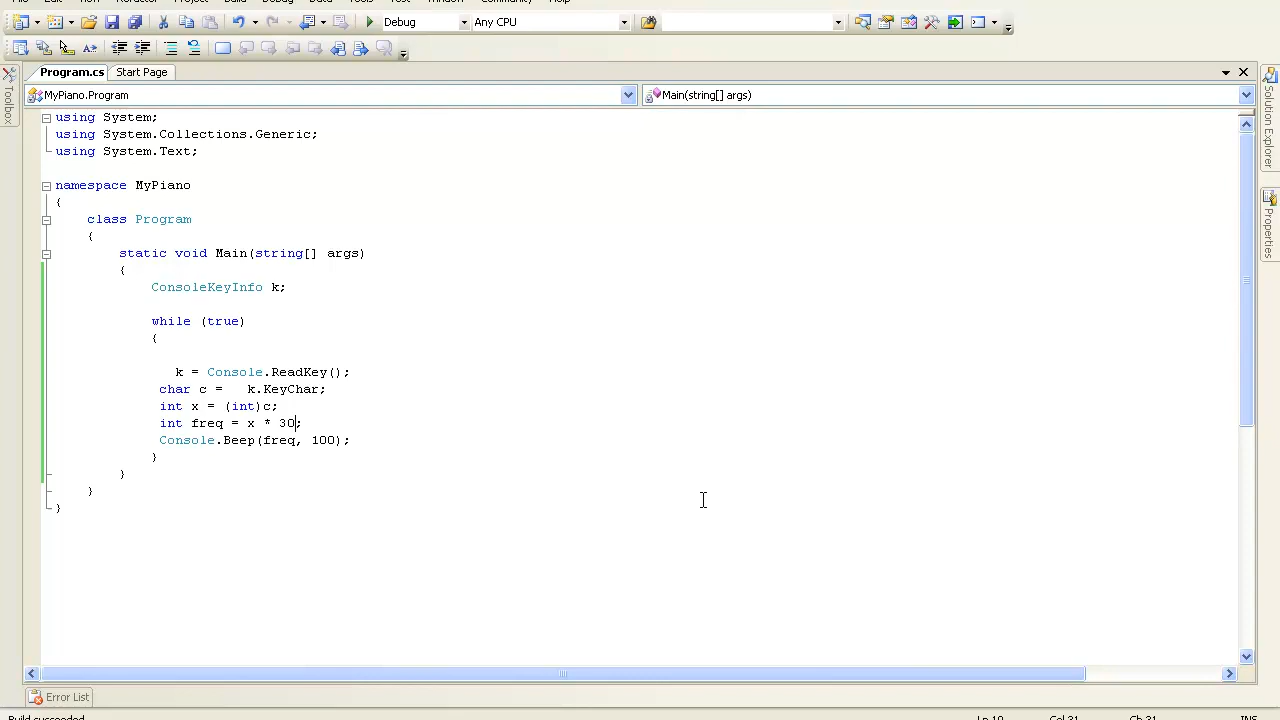 Debug
Any CPU
Program.cs
Start Page
MyPiano.Program
Main(string[] args)
Toolbox
using System;
using System.Collections.Generic;
using System.Text;
namespace MyPiano
{
class Program
{
static void Main(string[] args)
{
ConsoleKeyInfo k;
while (true)
{
k = Console.ReadKey();
char c = k.KeyChar;
int x = (int)c;
int freq = x * 30;
Console.Beep(freq, 100);
}
}
}
}
Solution Explorer
Properties
Error List
Build succeeded